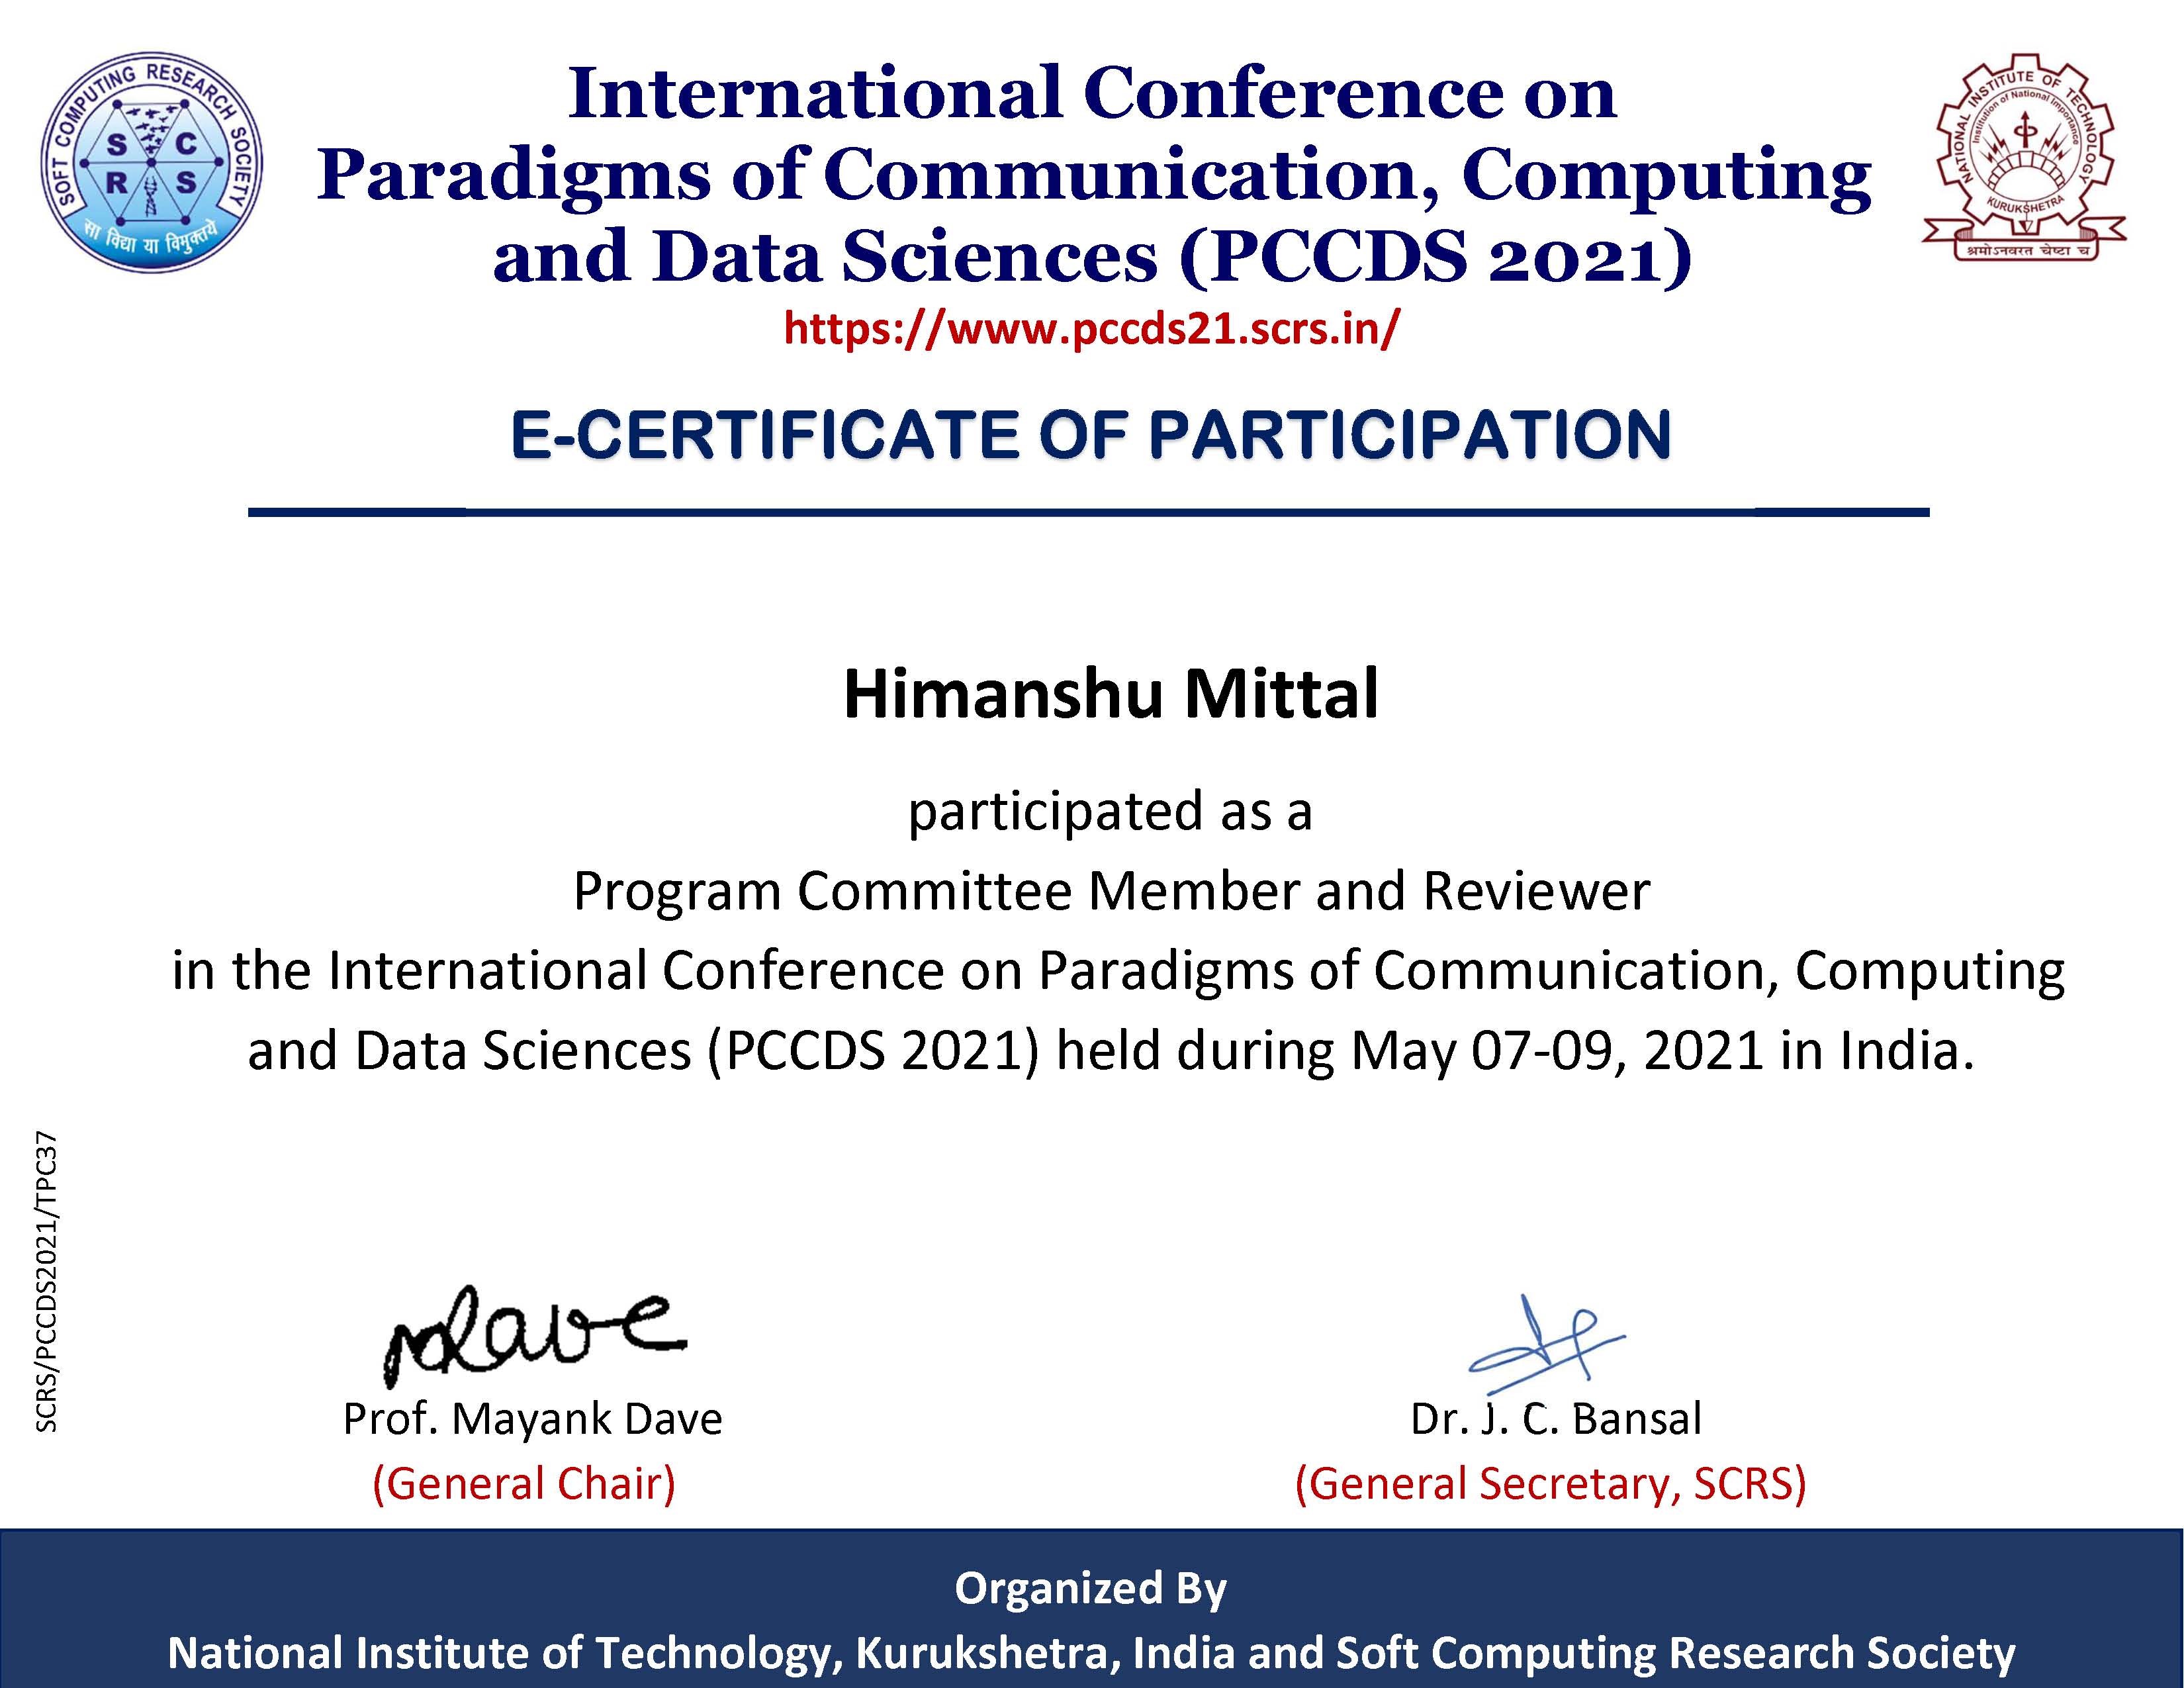 SOFT COMPUTING RESEARCH SOCIETY
S C
R S
सा विद्या या विमुक्तये
International Conference on
Paradigms of Communication, Computing
and Data Sciences (PCCDS 2021)
NATIONAL INSTITUTE OF TECHNOLOGY
Institution of National Importance
KURUKSHETRA
श्रमोऽनवरत चेष्टा च
https://www.pccds21.scrs.in/
E-CERTIFICATE OF PARTICIPATION
Himanshu Mittal
participated as a
Program Committee Member and Reviewer
in the International Conference on Paradigms of Communication, Computing
and Data Sciences (PCCDS 2021) held during May 07-09, 2021 in India.
SCRS/PCCDS2021/TPC37
Dave
Prof. Mayank Dave
(General Chair)
Dr. J. C. Bansal
(General Secretary, SCRS)
Organized By
National Institute of Technology, Kurukshetra, India and Soft Computing Research Society